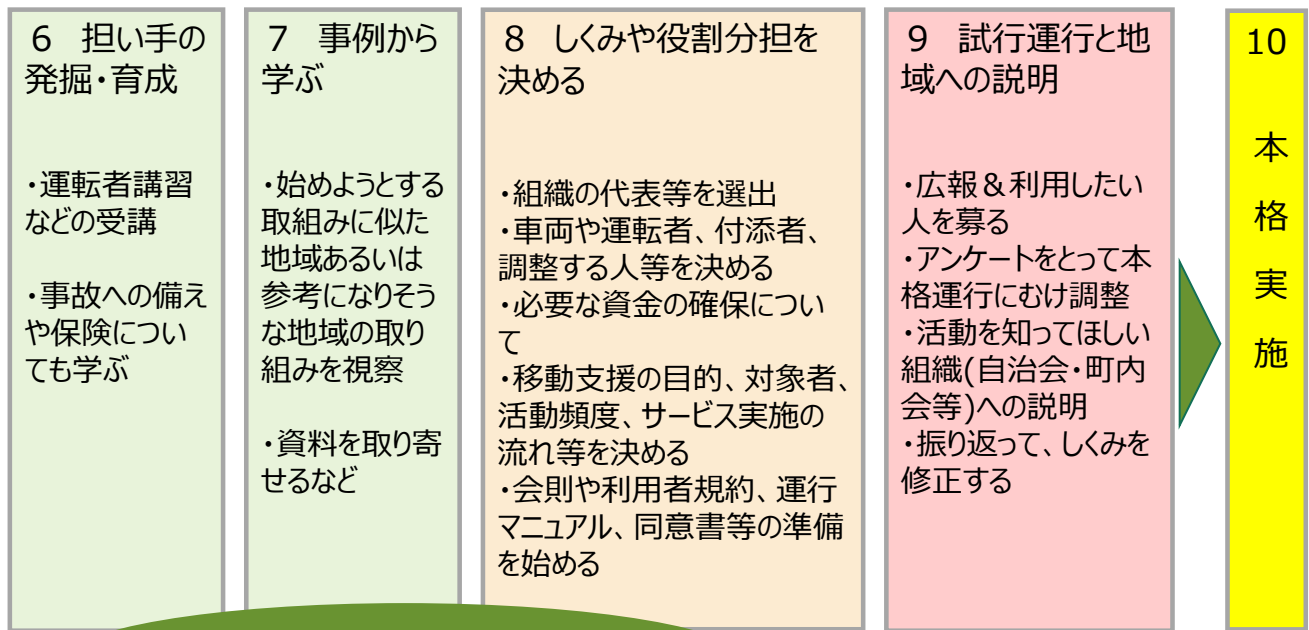 6 担い手の
発掘・育成
・運転者講習
などの受講
・事故への備え
や保険につい
ても学ぶ
7 事例から
学ぶ
・始めようとする
取組みに似た
地域あるいは
参考になりそう
な地域の取り
組みを視察
・資料を取り寄
せるなど
8 しくみや役割分担を
決める
・組織の代表等を選出
・車両や運転者、付添者、
調整する人等を決める
・必要な資金の確保につい
て
・移動支援の目的、対象者、
活動頻度、サービス実施の
流れ等を決める
・会則や利用者規約、運行
マニュアル、同意書等の準備
を始める
9 試行運行と地
域への説明
・広報&利用したい
人を募る
・アンケートをとって本
格運行にむけ調整
・活動を知ってほしい
組織(自治会・町内
会等)への説明
・振り返って、しくみを
修正する
10
本
格
実
施